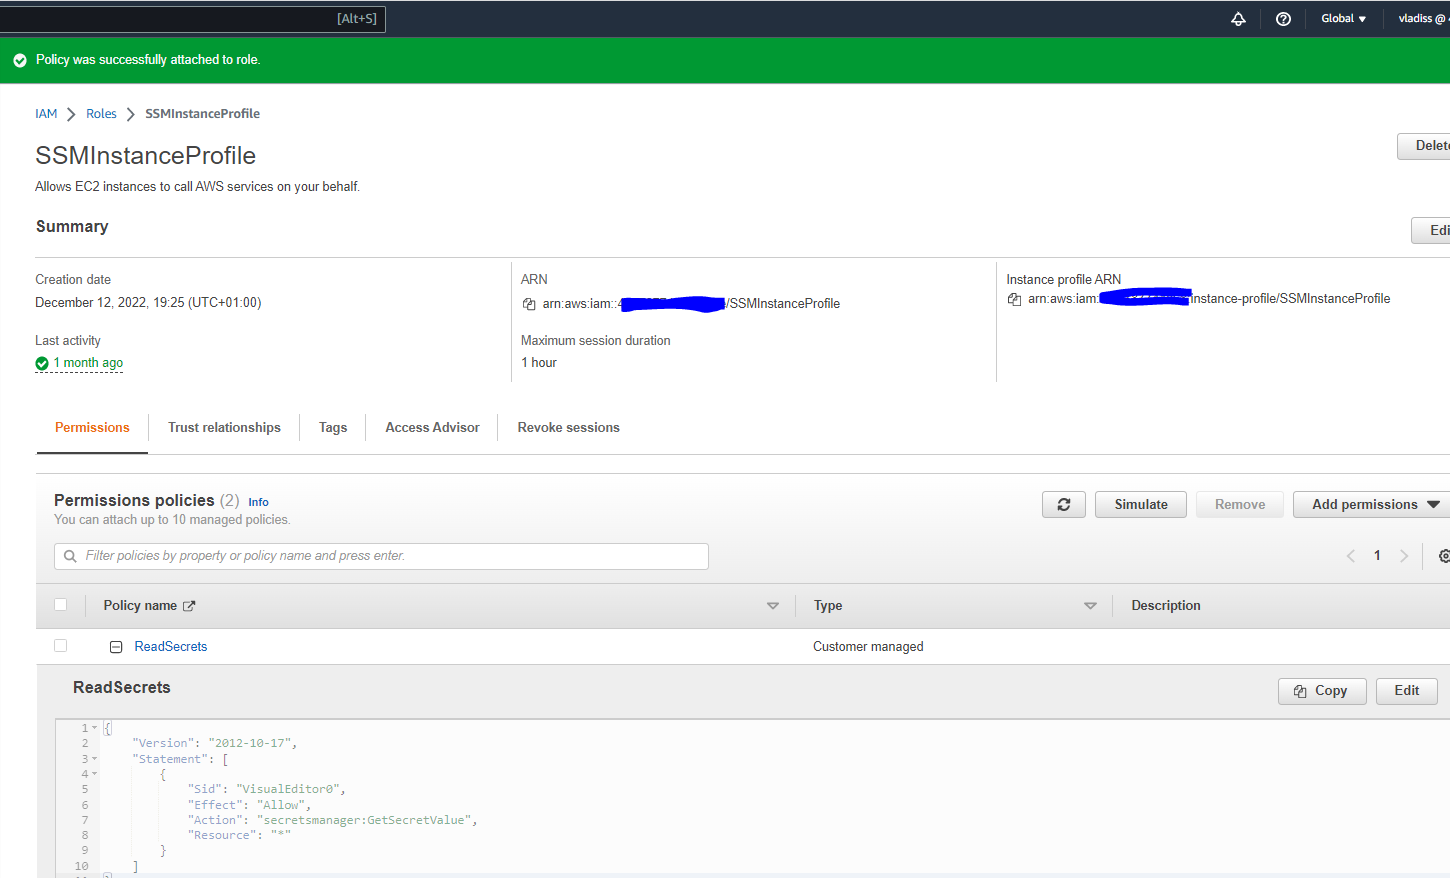 [Alt+S] Global ▼ vladiss @
Policy was successfully attached to role.
IAM > Roles > SSMInstanceProfile
SSMInstanceProfile
Delete
Allows EC2 instances to call AWS services on your behalf.
Summary
Edi
Creation date
December 12, 2022, 19:25 (UTC+01:00)
ARN
arn:aws:iam::4 /SSMInstanceProfile
Instance profile ARN
arn:aws:iam: instance-profile/SSMInstanceProfile
Last activity
1 month ago
Maximum session duration
1 hour
Permissions Trust relationships Tags Access Advisor Revoke sessions
Permissions policies (2) Info
You can attach up to 10 managed policies.
Simulate Remove Add permissions
Filter policies by property or policy name and press enter.
1
Policy name Type Description
ReadSecrets Customer managed
ReadSecrets
Copy Edit
1 {
2 "Version": "2012-10-17",
3 "Statement": [
4 {
5 "Sid": "VisualEditor0",
6 "Effect": "Allow",
7 "Action": "secretsmanager:GetSecretValue",
8 "Resource": "*"
9 }
10 ]